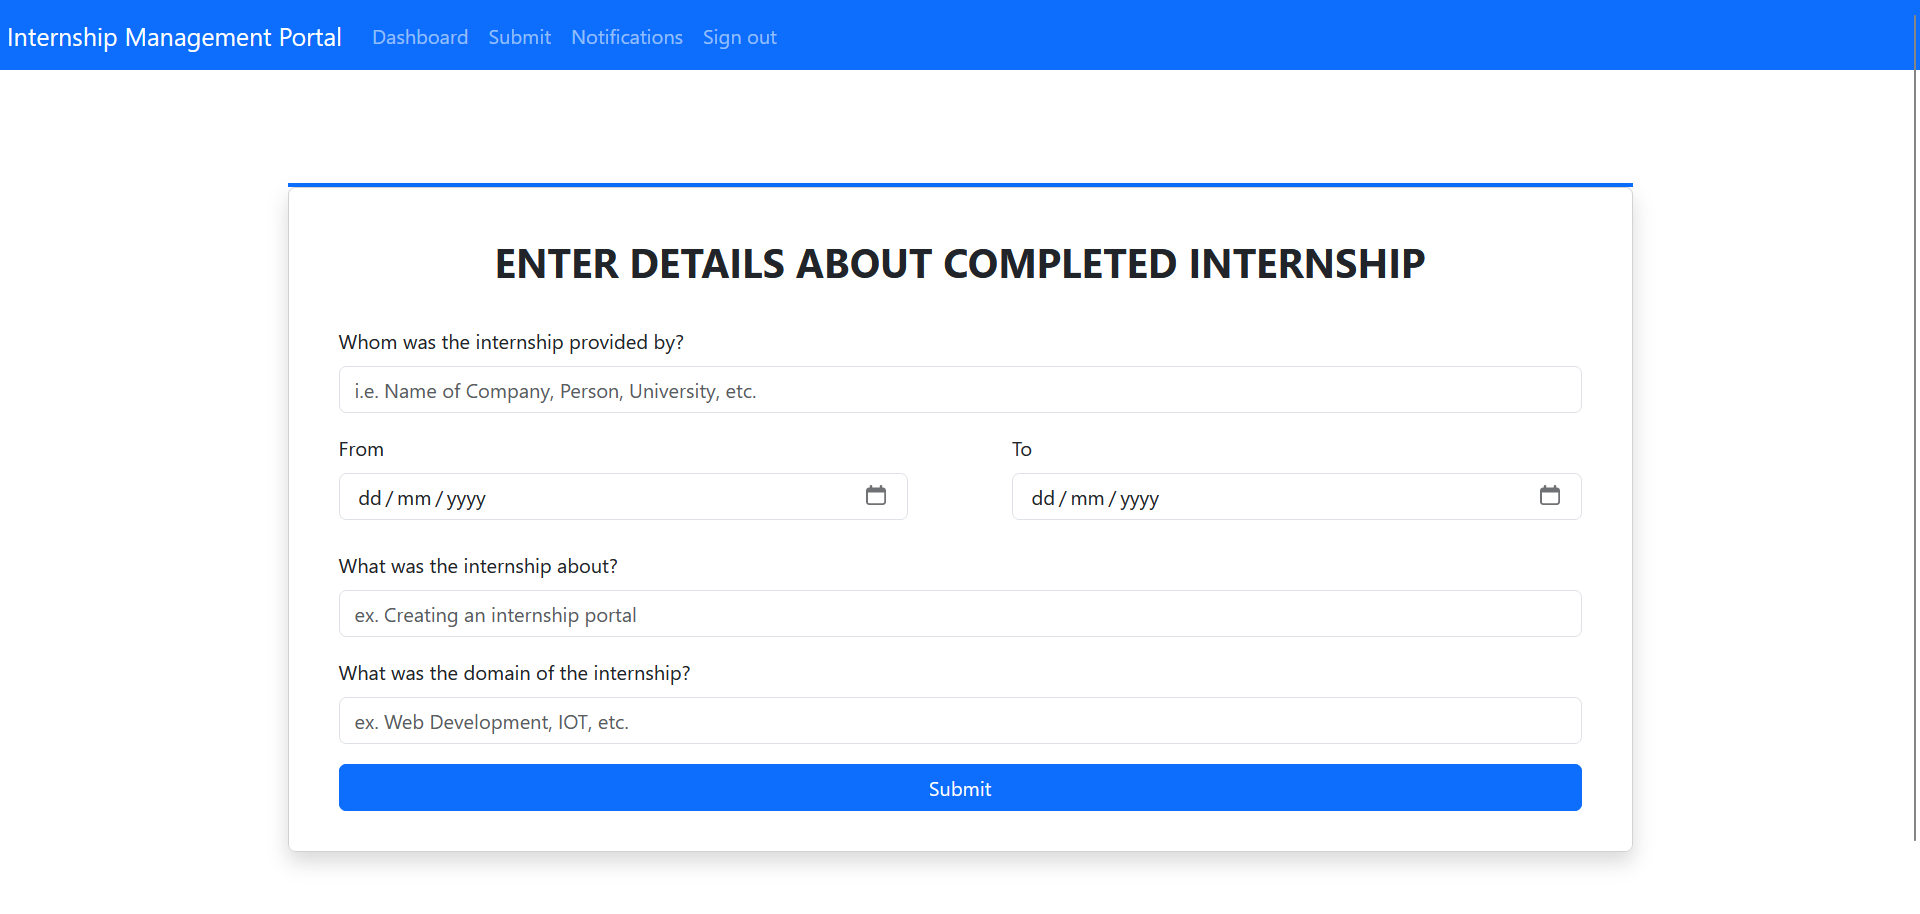 Internship Management Portal Dashboard Submit Notifications Sign out
ENTER DETAILS ABOUT COMPLETED INTERNSHIP
Whom was the internship provided by?
i.e. Name of Company, Person, University, etc.
From To
dd/mm/yyyy dd/mm/yyyy
What was the internship about?
ex. Creating an internship portal
What was the domain of the internship?
ex. Web Development, IOT, etc.
Submit